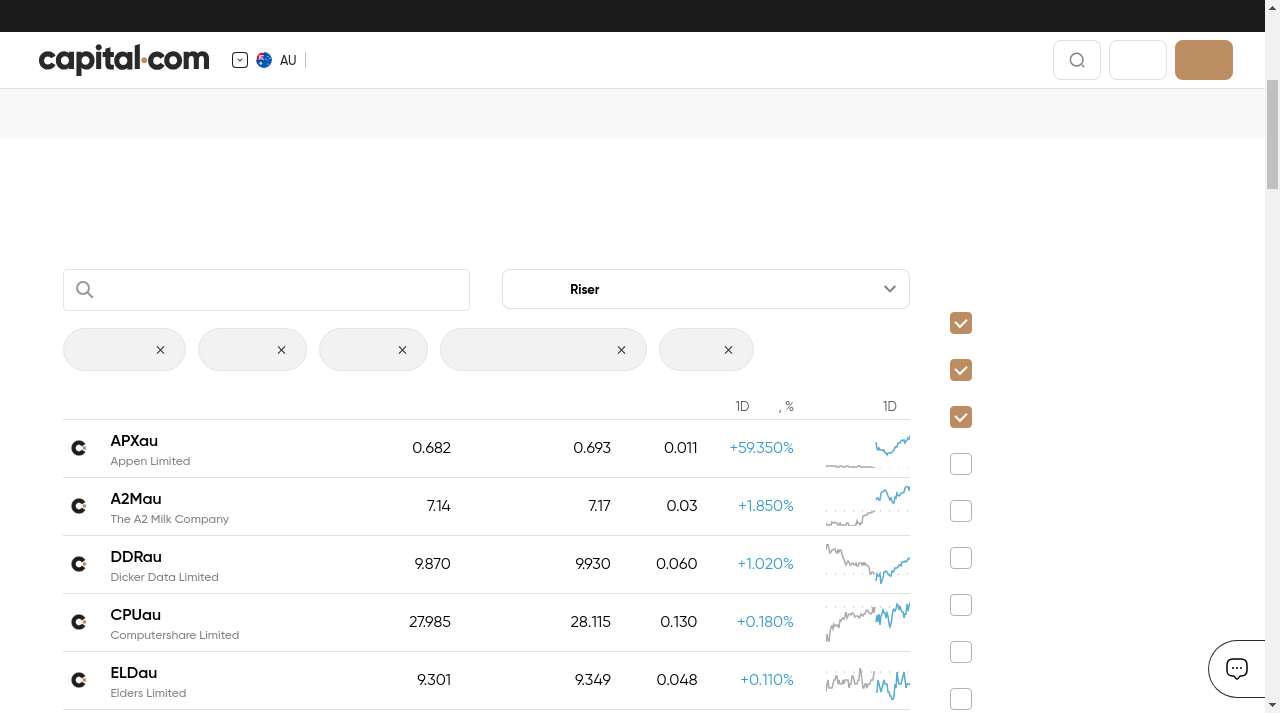 capital.com
AU
Riser
1D , % 1D
APXau 0.682 0.693 0.011 +59.350%
Appen Limited
A2Mau 7.14 7.17 0.03 +1.850%
The A2 Milk Company
DDRau 9.870 9.930 0.060 +1.020%
Dicker Data Limited
CPUau 27.985 28.115 0.130 +0.180%
Computershare Limited
ELDau 9.301 9.349 0.048 +0.110%
Elders Limited